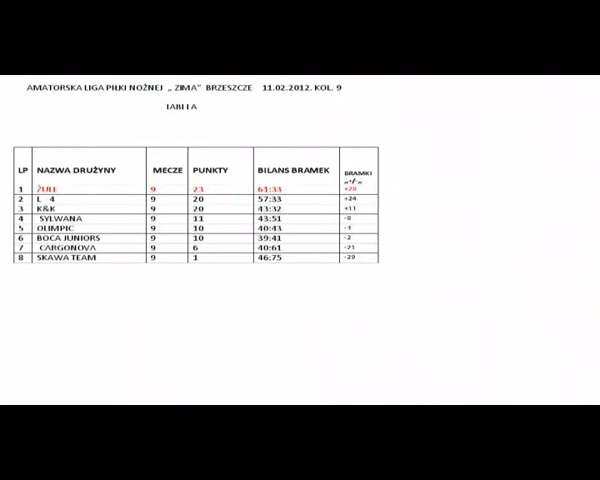 AMATORSKA LIGA PIŁKI NOŻNEJ „ ZIMA” BRZESZCZE 11.02.2012. KOL. 9
TABELA
LP NAZWA DRUŻYNY MECZE PUNKTY BILANS BRAMEK BRAMKI „+/-„
1 ŻULE 9 23 61:33 +28
2 L 4 9 20 57:33 +24
3 K&K 9 20 43:32 +11
4 SYLWANA 9 11 43:51 -8
5 OLIMPIC 9 10 40:43
6 BOCA JUNIORS 9 10 39:41 -2
7 CARGONOVA 9 6 40:61 -21
8 SKAWA TEAM 9 1 46:75 -29